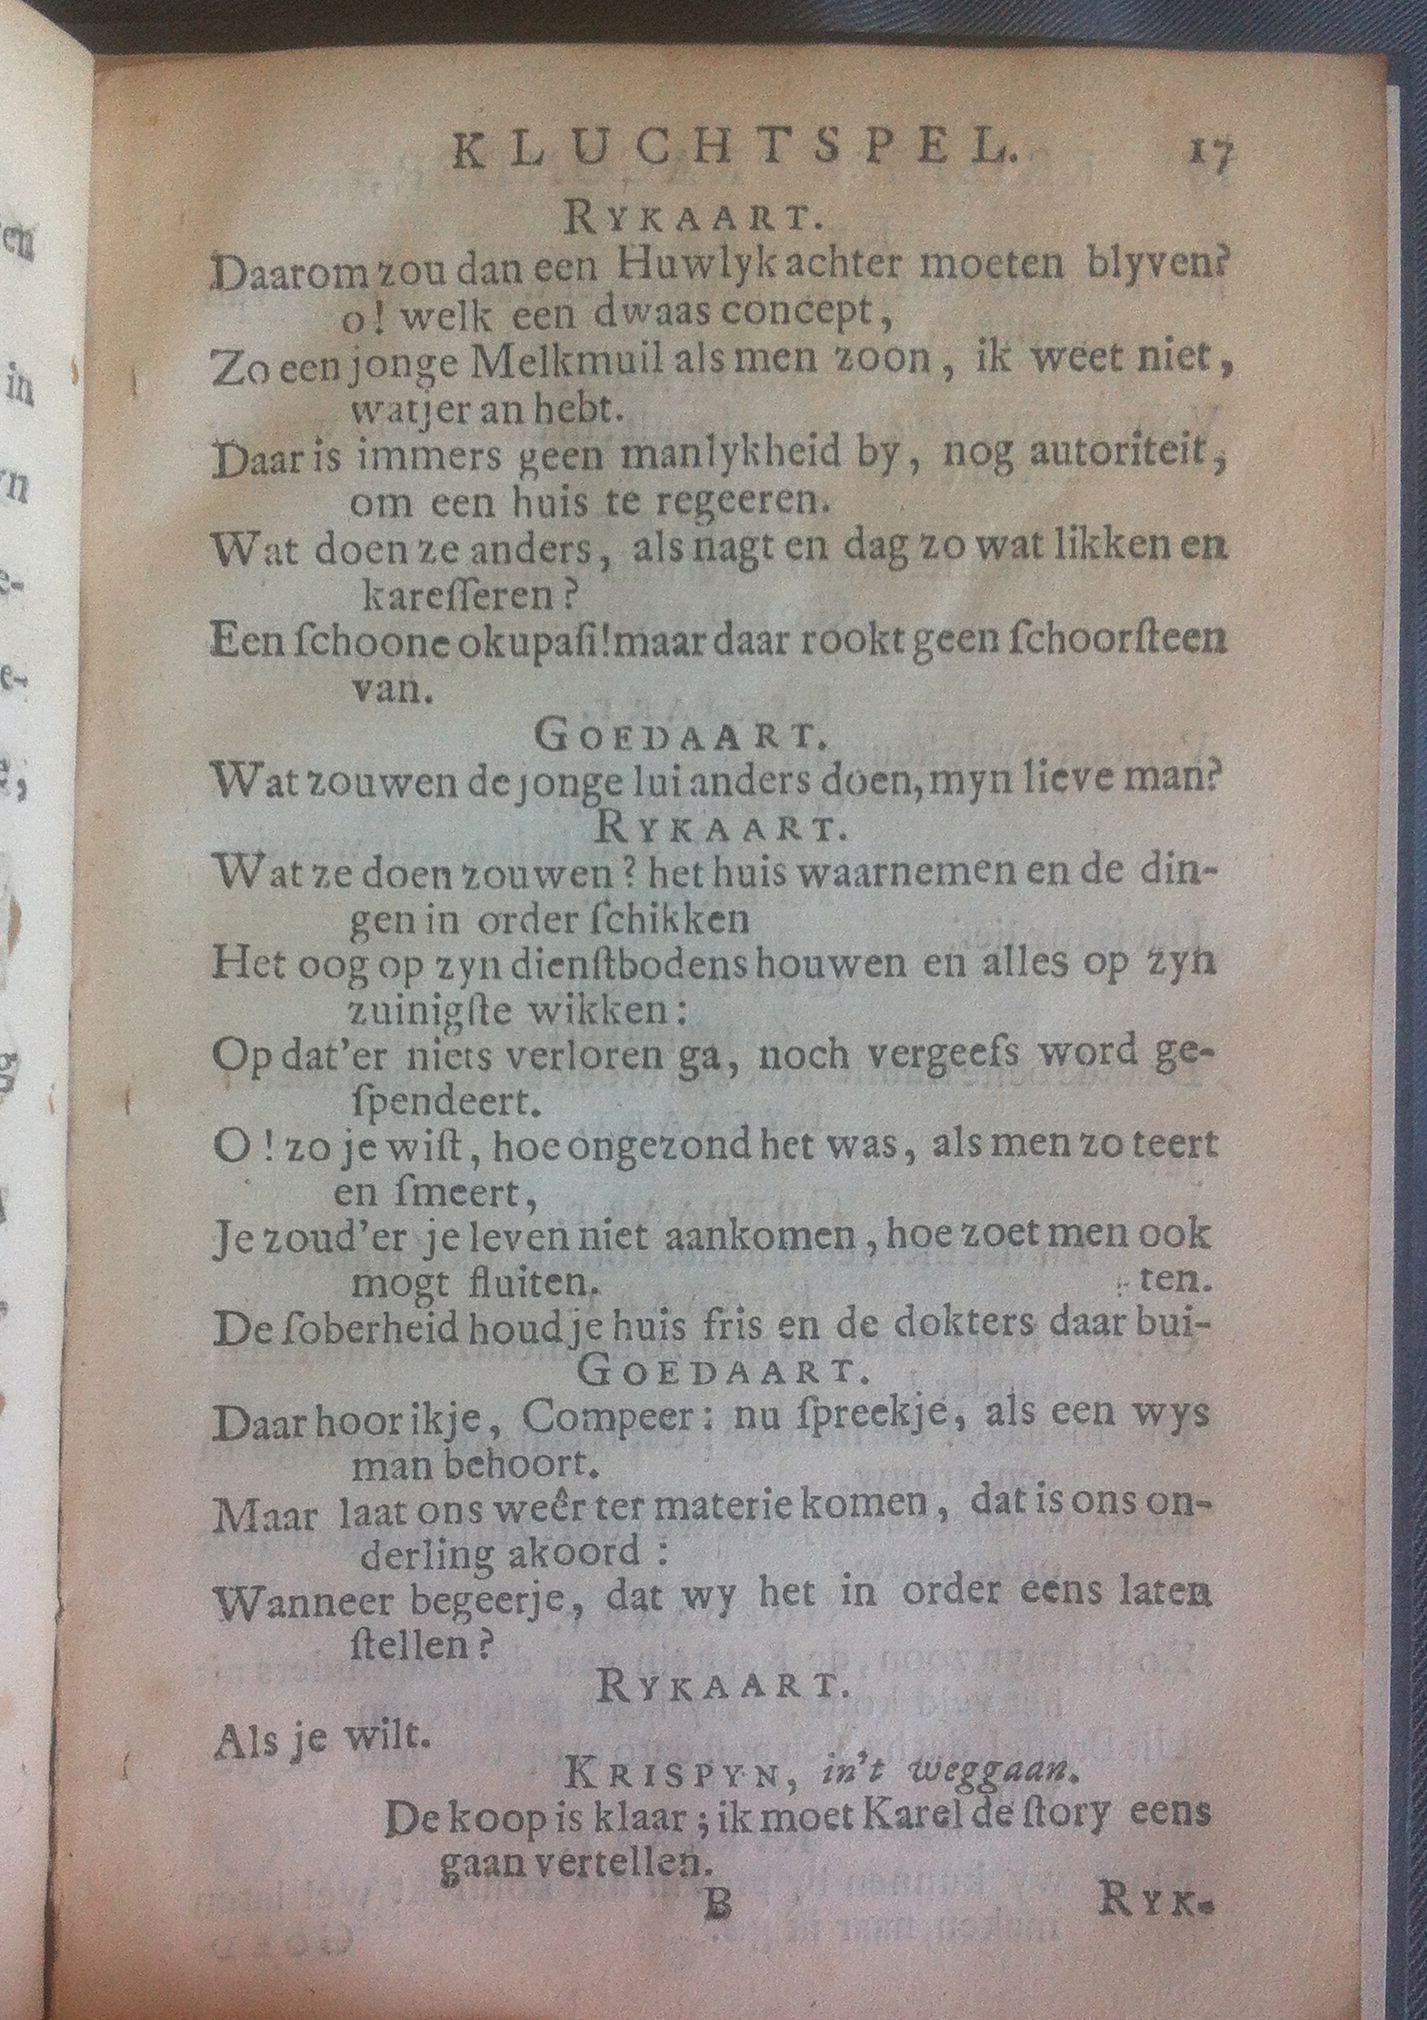 KLUCHTSPEL. 17
RYKAART.
Daarom zou dan een Huwlyk achter moeten blyven?
o! welk een dwaas concept,
Zo een jonge Melkmuil als men zoon, ik weet niet,
watjer an hebt.
Daar is immers geen manlykheid by, nog autoriteit,
om een huis te regeeren.
Wat doen ze anders, als nagt en dag zo wat likken en
kareſſeren?
Een ſchoone okupaſi! maar daar rookt geen ſchoorſteen
van.
GOEDAART.
Wat zouwen de jonge lui anders doen, myn lieve man?
RYKAART.
Wat ze doen zouwen? het huis waarnemen en de din-
gen in order ſchikken
Het oog op zyn dienſtbodens houwen en alles op zyn
zuinigſte wikken:
Op dat'er niets verloren ga, noch vergeefs word ge-
ſpendeert.
O! zo je wiſt, hoe ongezond het was, als men zo teert
en ſmeert,
Je zoud'er je leven niet aankomen, hoe zoet men ook
mogt fluiten. ten.
De ſoberheid houd je huis fris en de dokters daar bui-
GOEDAART.
Daar hoor ikje, Compeer: nu ſpreekje, als een wys
man behoort.
Maar laat ons weêr ter materie komen, dat is ons on-
derling akoord:
Wanneer begeerje, dat wy het in order eens laten
ſtellen?
RYKAART.
Als je wilt.
KRISPYN, in't weggaan.
De koop is klaar; ik moet Karel de ſtory eens
gaan vertellen.
B RYK-